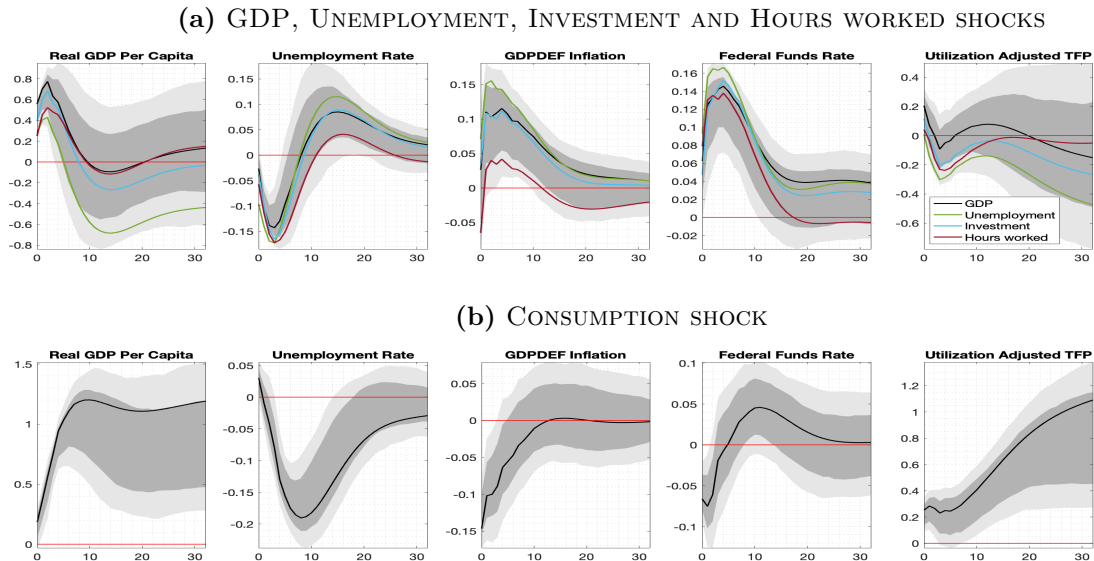 (a) GDP, Unemployment, Investment and Hours worked shocks
Real GDP Per Capita
0.8
0.6
0.4
0.2
0
-0.2
-0.4
-0.6
-0.8
0 10 20 30
Unemployment Rate
0.15
0.1
0.05
0
-0.05
-0.1
-0.15
0 10 20 30
GDPDEF Inflation
0.15
0.1
0.05
0
-0.05
0 10 20 30
Federal Funds Rate
0.16
0.14
0.12
0.1
0.08
0.06
0.04
0.02
0
-0.02
0 10 20 30
Utilization Adjusted TFP
0.4
0.2
0
-0.2
-0.4
-0.6
GDP
Unemployment
Investment
Hours worked
0 10 20 30
(b) Consumption shock
Real GDP Per Capita
1.5
1
0.5
0
0 10 20 30
Unemployment Rate
0.05
0
-0.05
-0.1
-0.15
-0.2
0 10 20 30
GDPDEF Inflation
0.05
0
-0.05
-0.1
-0.15
0 10 20 30
Federal Funds Rate
0.1
0.05
0
-0.05
-0.1
0 10 20 30
Utilization Adjusted TFP
1.2
1
0.8
0.6
0.4
0.2
0
0 10 20 30